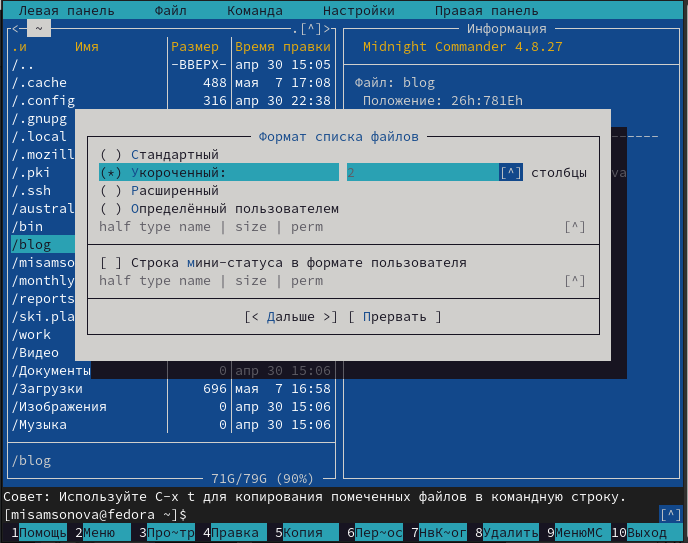 Левая панель Файл Команда Настройки Правая панель
<─ ~ .[^]> Информация
.и Имя Размер Время правки Midnight Commander 4.8.27
/.. -ВВЕРХ- апр 30 15:05
/.cache 488 мая 7 17:08 Файл: blog
/.config 316 апр 30 22:38 Положение: 26h:781Eh
/.gnupg
Формат списка файлов
/.local ( ) Стандартный
/.mozill (*) Укороченный: 2 [^] столбцы
/.pki ( ) Расширенный
/.ssh ( ) Определённый пользователем
/austral half type name | size | perm [^]
/bin
/blog [ ] Строка мини-статуса в формате пользователя
/misamso half type name | size | perm [^]
/monthly
/reports [< Дальше >] [ Прервать ]
/ski.pla
/work
/Видео
/Документы 0 апр 30 15:06
/Загрузки 696 мая 7 16:58
/Изображения 0 апр 30 15:06
/Музыка 0 апр 30 15:06
/blog
71G/79G (90%)
Совет: Используйте C-x t для копирования помеченных файлов в командную строку.
[misamsonova@fedora ~]$ [^]
1Помощь 2Меню 3Про~тр 4Правка 5Копия 6Пер~ос 7НвК~ог 8Удалить 9МенюMC 10Выход